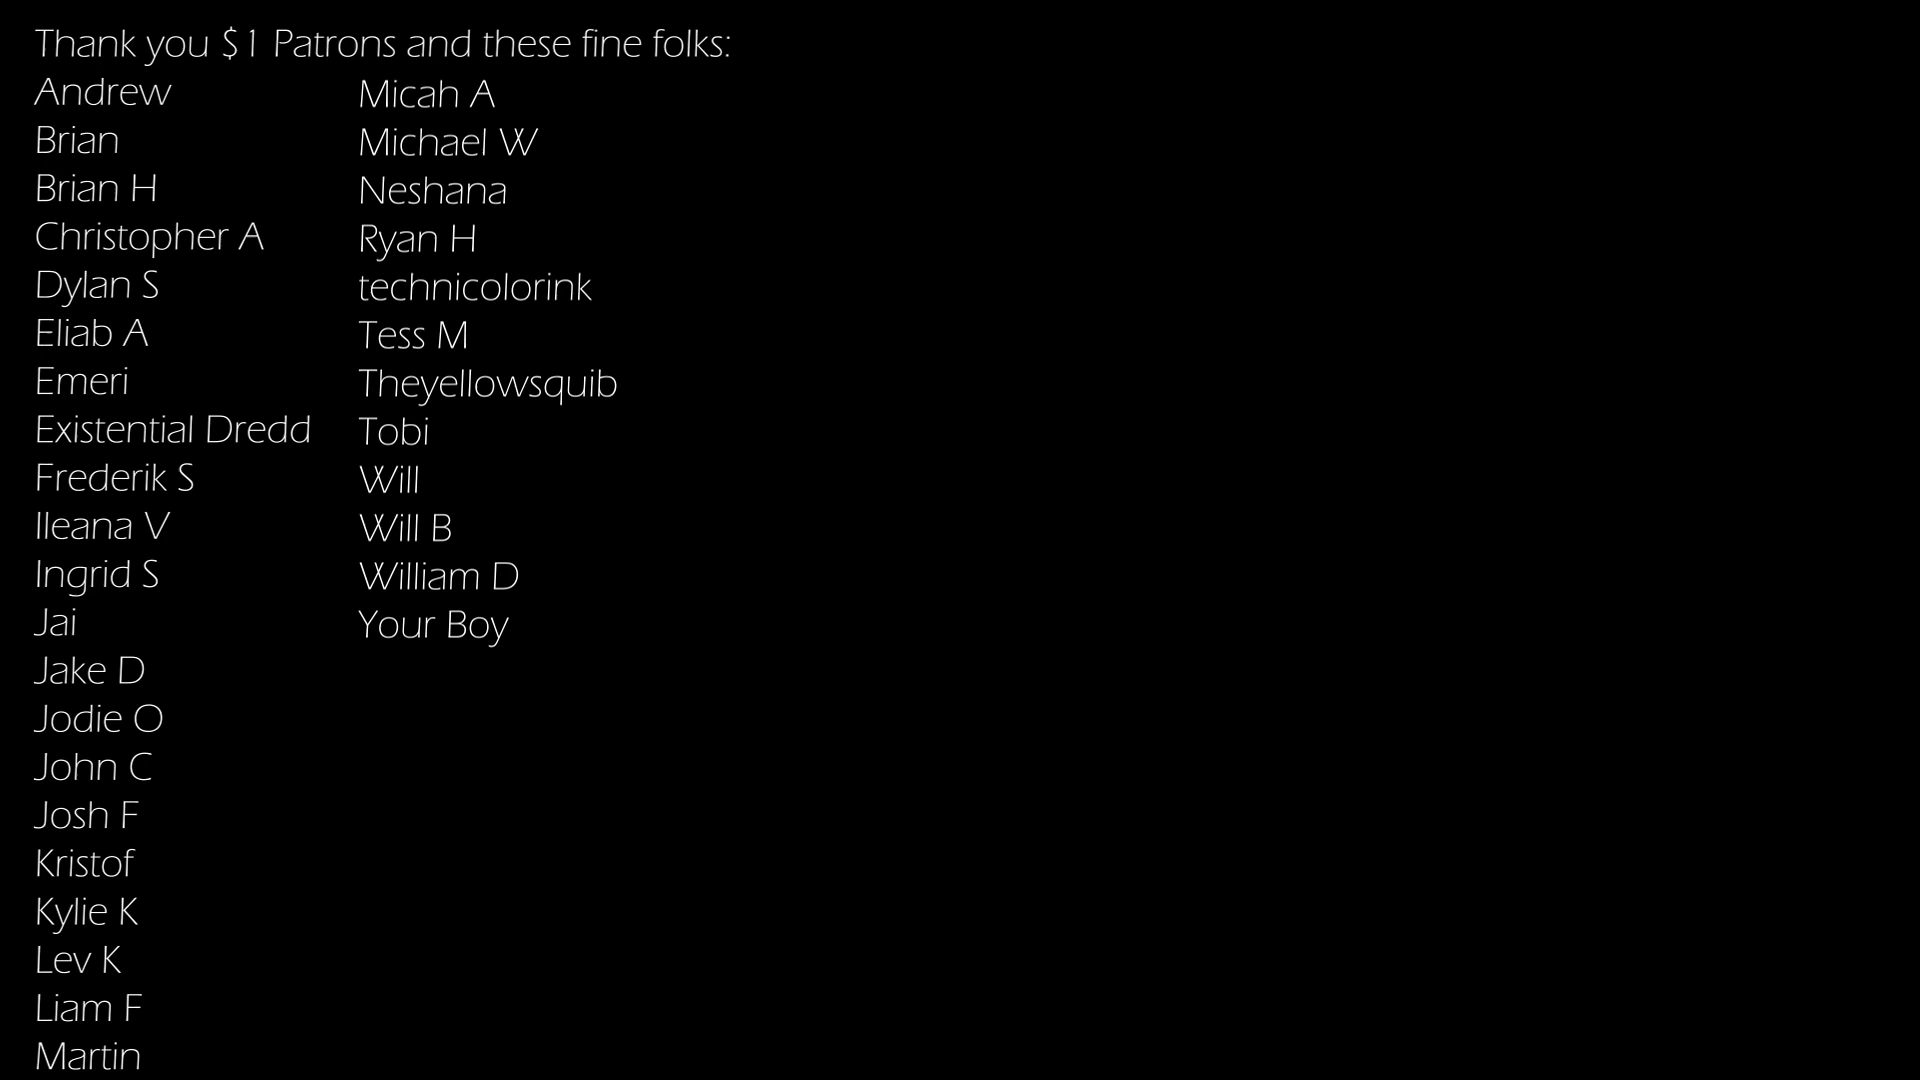 Thank you $1 Patrons and these fine folks:
Andrew
Brian
Brian H
Christopher A
Dylan S
Eliab A
Emeri
Existential Dredd
Frederik S
Ileana V
Ingrid S
Jai
Jake D
Jodie O
John C
Josh F
Kristof
Kylie K
Lev K
Liam F
Martin
Micah A
Michael W
Neshana
Ryan H
technicolorink
Tess M
Theyellowsquib
Tobi
Will
Will B
William D
Your Boy